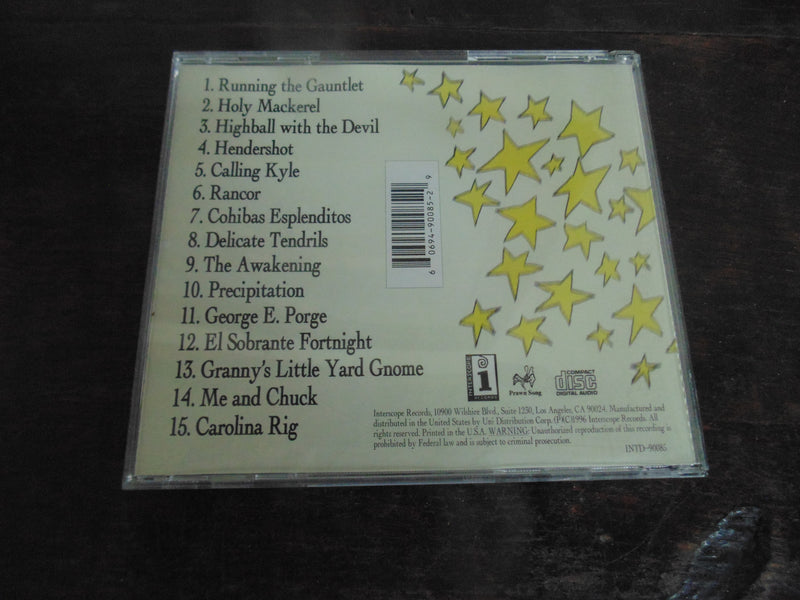 1. Running the Gauntlet
2. Holy Mackerel
3. Highball with the Devil
4. Hendershot
5. Calling Kyle
6. Rancor
7. Cohibas Esplenditos
8. Delicate Tendrils
9. The Awakening
10. Precipitation
11. George E. Porge
12. El Sobrante Fortnight
13. Granny's Little Yard Gnome
14. Me and Chuck
15. Carolina Rig
6 0694-90085-2 9
INTERSCOPE
RECORDS
Prawn Song
COMPACT
disc
DIGITAL AUDIO
Interscope Records, 10900 Wilshire Blvd., Suite 1230, Los Angeles, CA 90024. Manufactured and
distributed in the United States by Uni Distribution Corp. (P&C)1996 Interscope Records. All
rights reserved. Printed in the U.S.A. WARNING: Unauthorized reproduction of this recording is
prohibited by Federal law and is subject to criminal prosecution.
INTD-90085